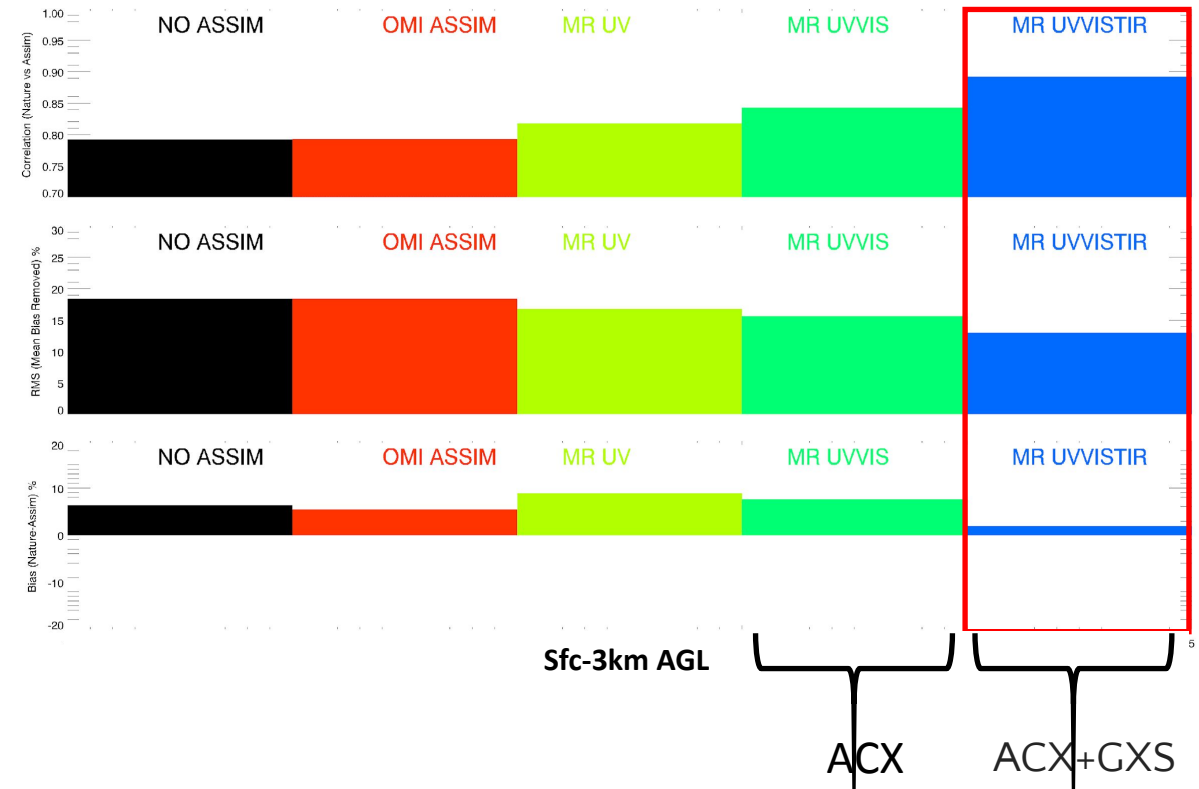 Correlation (Nature vs Assim)
1.00
0.95
0.90
0.85
0.80
0.75
0.70
NO ASSIM OMI ASSIM MR UV MR UVVIS MR UVVISTIR
RMS (Mean Bias Removed) %
30
25
20
15
10
5
0
NO ASSIM OMI ASSIM MR UV MR UVVIS MR UVVISTIR
Bias (Nature-Assim) %
20
10
0
-10
-20
NO ASSIM OMI ASSIM MR UV MR UVVIS MR UVVISTIR
5
Sfc-3km AGL
ACX ACX+GXS